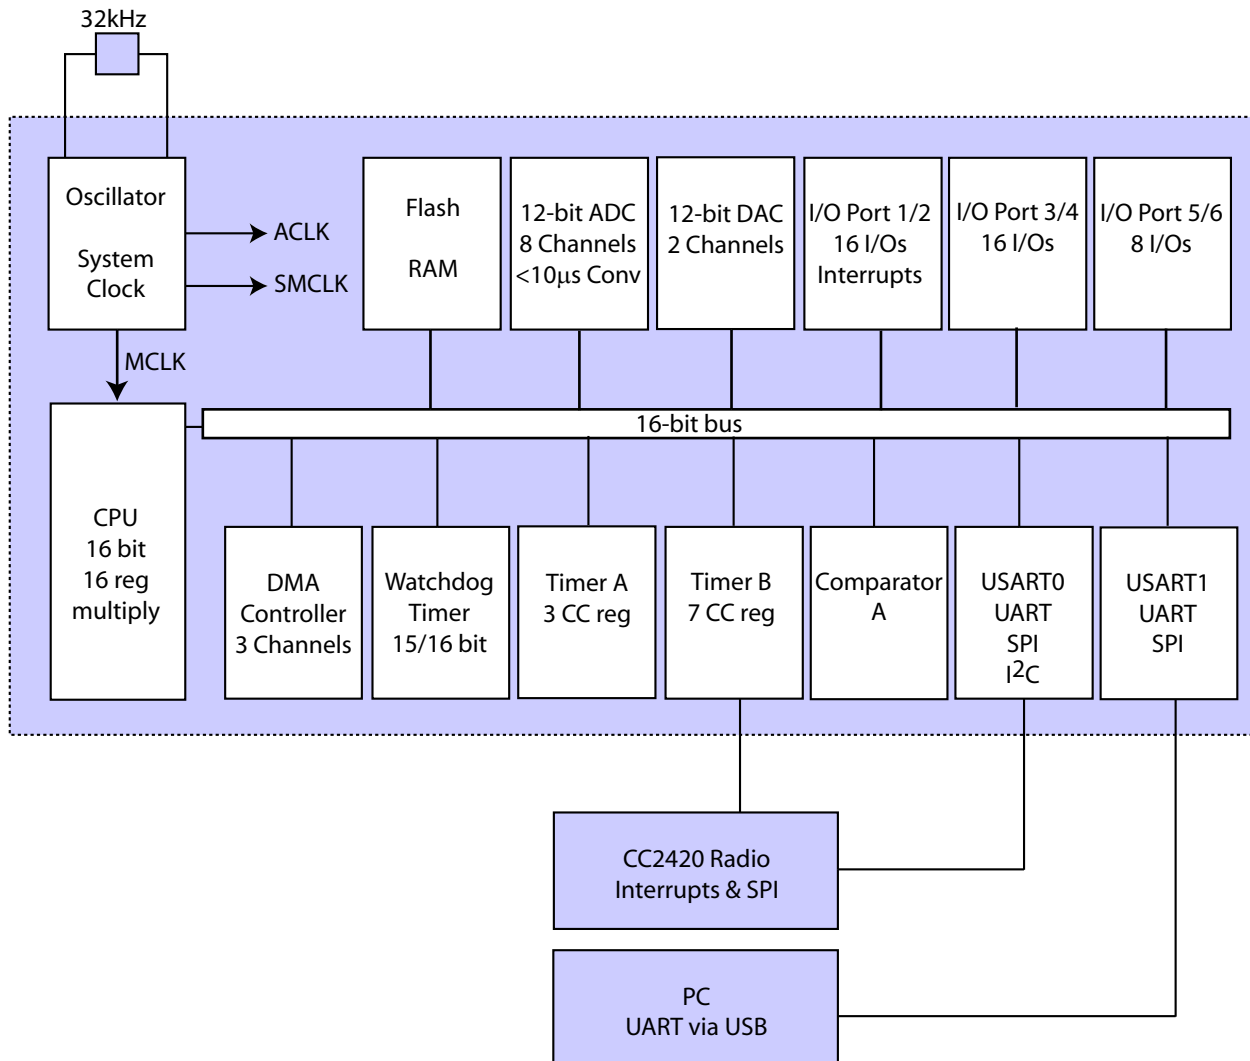 32kHz
Oscillator
System
Clock
ACLK
SMCLK
MCLK
Flash
RAM
12-bit ADC
8 Channels
<10μs Conv
12-bit DAC
2 Channels
I/O Port 1/2
16 I/Os
Interrupts
I/O Port 3/4
16 I/Os
I/O Port 5/6
8 I/Os
16-bit bus
CPU
16 bit
16 reg
multiply
DMA
Controller
3 Channels
Watchdog
Timer
15/16 bit
Timer A
3 CC reg
Timer B
7 CC reg
Comparator
A
USART0
UART
SPI
I²C
USART1
UART
SPI
CC2420 Radio
Interrupts & SPI
PC
UART via USB